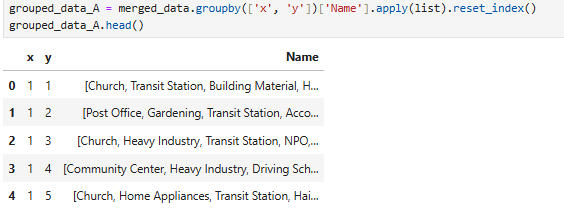 grouped_data_A = merged_data.groupby(['x', 'y'])['Name'].apply(list).reset_index()
grouped_data_A.head()
x y Name
0 1 1 [Church, Transit Station, Building Material, H...
1 1 2 [Post Office, Gardening, Transit Station, Acco...
2 1 3 [Church, Heavy Industry, Transit Station, NPO,...
3 1 4 [Community Center, Heavy Industry, Driving Sch...
4 1 5 [Church, Home Appliances, Transit Station, Hai...